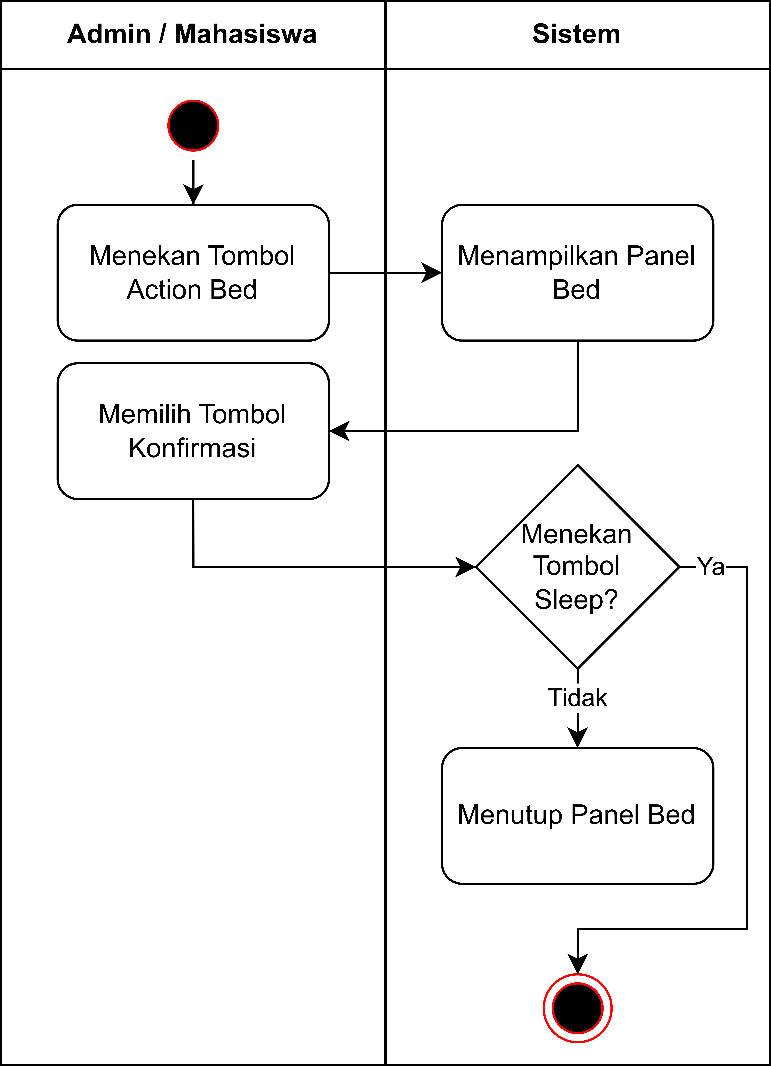 Admin / Mahasiswa
Sistem
Menekan Tombol
Action Bed
Menampilkan Panel
Bed
Memilih Tombol
Konfirmasi
Menekan
Tombol
Sleep?
Ya
Tidak
Menutup Panel Bed